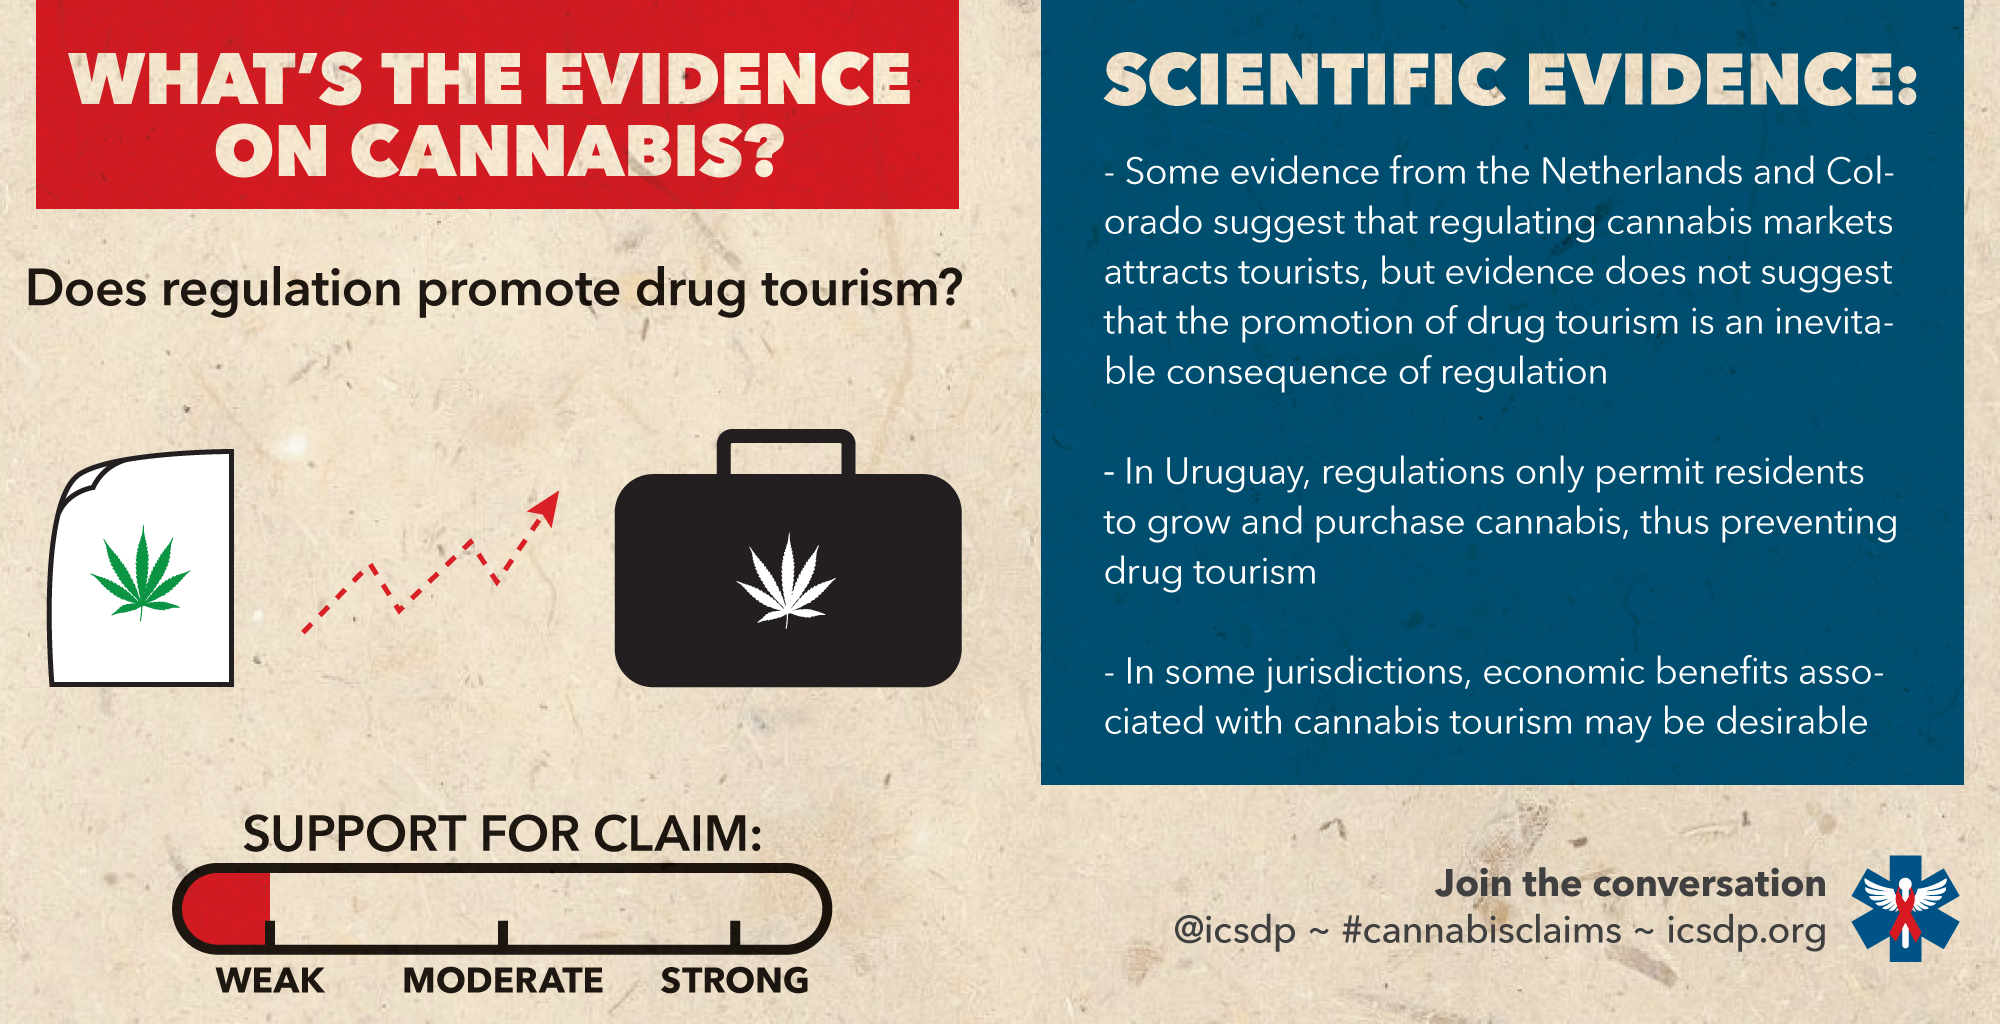 WHAT'S THE EVIDENCE
ON CANNABIS?
Does regulation promote drug tourism?
SUPPORT FOR CLAIM:
WEAK
MODERATE
STRONG
SCIENTIFIC EVIDENCE:
- Some evidence from the Netherlands and Col-
orado suggest that regulating cannabis markets
attracts tourists, but evidence does not suggest
that the promotion of drug tourism is an inevita-
ble consequence of regulation
- In Uruguay, regulations only permit residents
to grow and purchase cannabis, thus preventing
drug tourism
- In some jurisdictions, economic benefits asso-
ciated with cannabis tourism may be desirable
Join the conversation
@icsdp ~ #cannabisclaims ~ icsdp.org